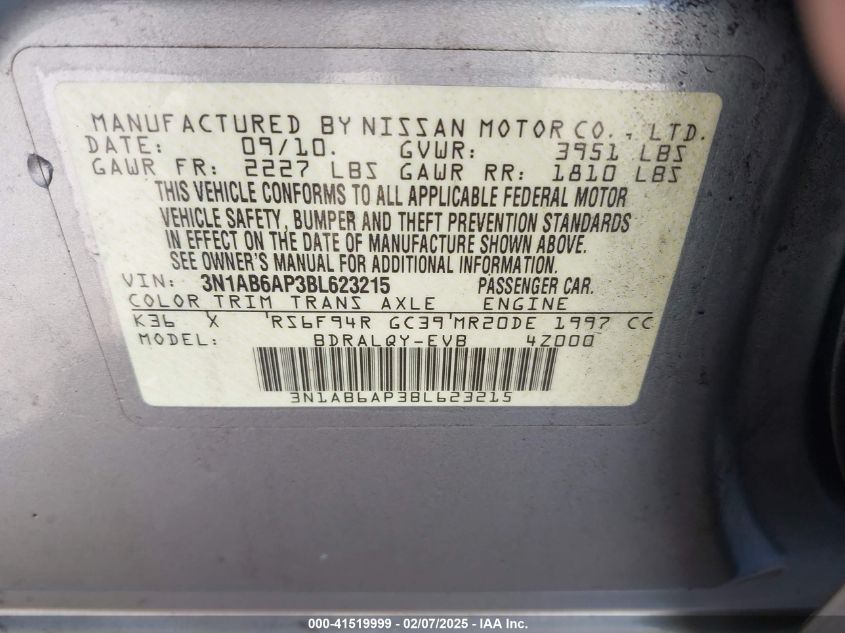 MANUFACTURED BY NISSAN MOTOR CO., LTD.
DATE: 09/10. GVWR: 3951 LBS
GAWR FR: 2227 LBS GAWR RR: 1810 LBS
THIS VEHICLE CONFORMS TO ALL APPLICABLE FEDERAL MOTOR
VEHICLE SAFETY, BUMPER AND THEFT PREVENTION STANDARDS
IN EFFECT ON THE DATE OF MANUFACTURE SHOWN ABOVE.
SEE OWNER'S MANUAL FOR ADDITIONAL INFORMATION.
VIN: 3N1AB6AP3BL623215 PASSENGER CAR.
COLOR TRIM TRANS AXLE ENGINE
K36 X RS6F94R GC39 MR20DE 1997 CC
MODEL: BDRALQY-EVB 4Z000
3N1AB6AP3BL623215
000-41519999 — 02/07/2025 — IAA Inc.